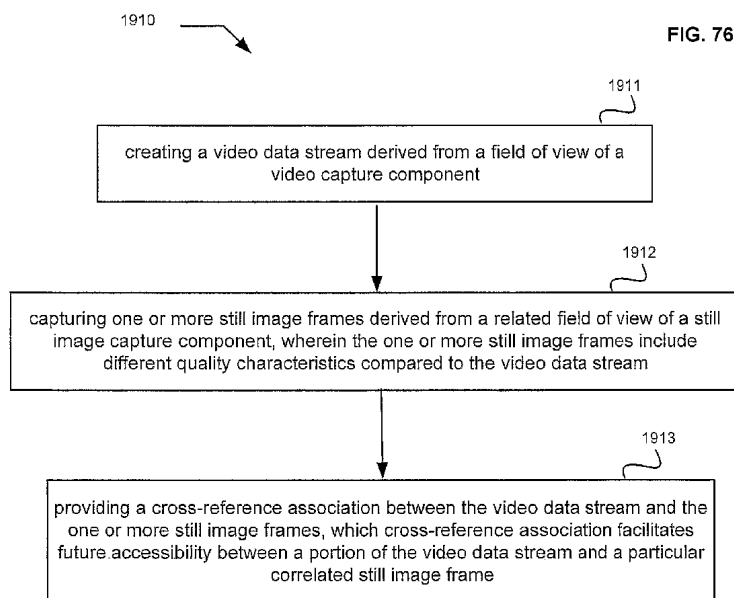 1910
FIG. 76
1911
creating a video data stream derived from a field of view of a
video capture component
1912
capturing one or more still image frames derived from a related field of view of a still
image capture component, wherein the one or more still image frames include
different quality characteristics compared to the video data stream
1913
providing a cross-reference association between the video data stream and the
the one or more still image frames, which cross-reference association facilitates
future.accessibility between a portion of the video data stream and a particular
correlated still image frame